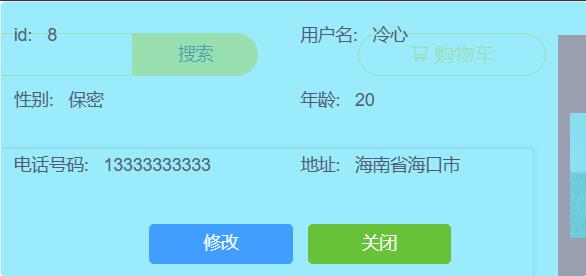 id: 8 用户名: 冷心
搜索 购物车
性别: 保密 年龄: 20
电话号码: 13333333333 地址: 海南省海口市
修改 关闭